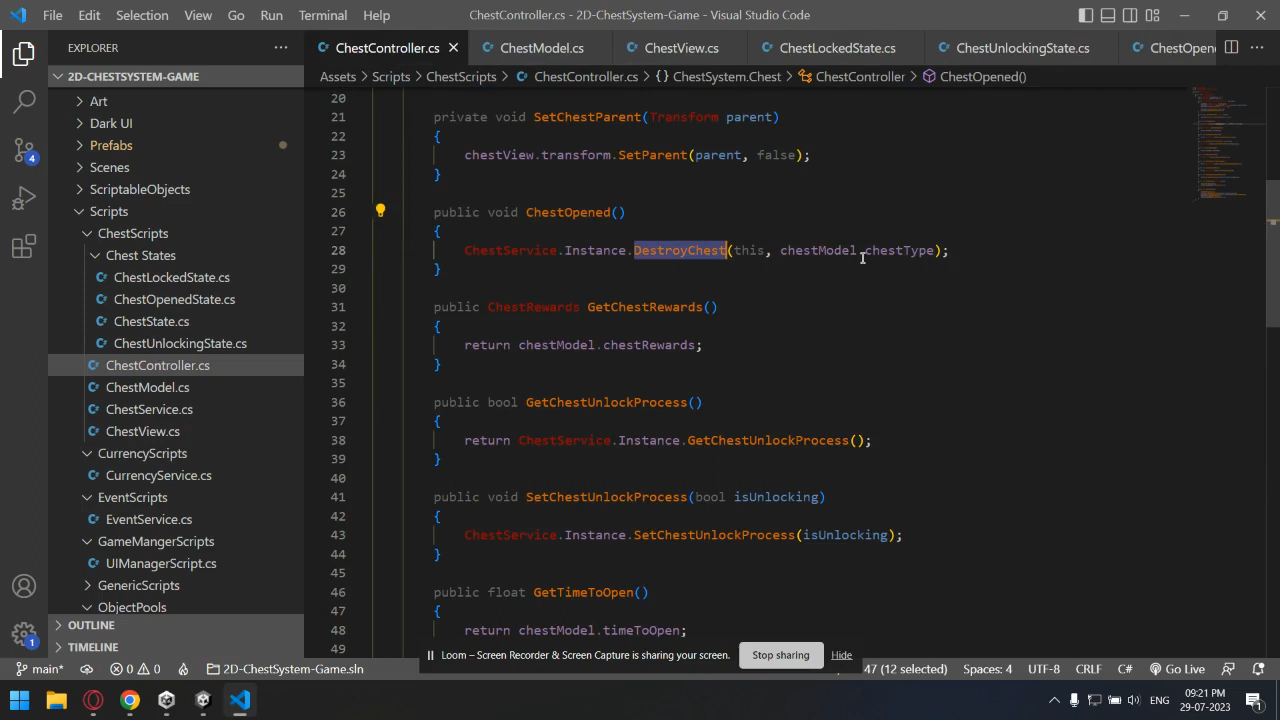 File Edit Selection View Go Run Terminal Help ChestController.cs - 2D-ChestSystem-Game - Visual Studio Code
EXPLORER
ChestController.cs ChestModel.cs ChestView.cs ChestLockedState.cs ChestUnlockingState.cs ChestOpen
2D-CHESTSYSTEM-GAME
Assets > Scripts > ChestScripts > ChestController.cs > {} ChestSystem.Chest > ChestController > ChestOpened()
Art
Dark UI
Prefabs
Scenes
ScriptableObjects
Scripts
ChestScripts
Chest States
ChestLockedState.cs
ChestOpenedState.cs
ChestState.cs
ChestUnlockingState.cs
ChestController.cs
ChestModel.cs
ChestService.cs
ChestView.cs
CurrencyScripts
CurrencyService.cs
EventScripts
EventService.cs
GameMangerScripts
UIManagerScript.cs
GenericScripts
ObjectPools
OUTLINE
TIMELINE
4
1
20
21 private void SetChestParent(Transform parent)
22 {
23 chestView.transform.SetParent(parent, false);
24 }
25
26 public void ChestOpened()
27 {
28 ChestService.Instance.DestroyChest(this, chestModel.chestType);
29 }
30
31 public ChestRewards GetChestRewards()
32 {
33 return chestModel.chestRewards;
34 }
35
36 public bool GetChestUnlockProcess()
37 {
38 return ChestService.Instance.GetChestUnlockProcess();
39 }
40
41 public void SetChestUnlockProcess(bool isUnlocking)
42 {
43 ChestService.Instance.SetChestUnlockProcess(isUnlocking);
44 }
45
46 public float GetTimeToOpen()
47 {
48 return chestModel.timeToOpen;
49
Loom – Screen Recorder & Screen Capture is sharing your screen. Stop sharing Hide
main* 0 0 2D-ChestSystem-Game.sln 47 (12 selected) Spaces: 4 UTF-8 CRLF C# Go Live
ENG 09:21 PM
29-07-2023
1